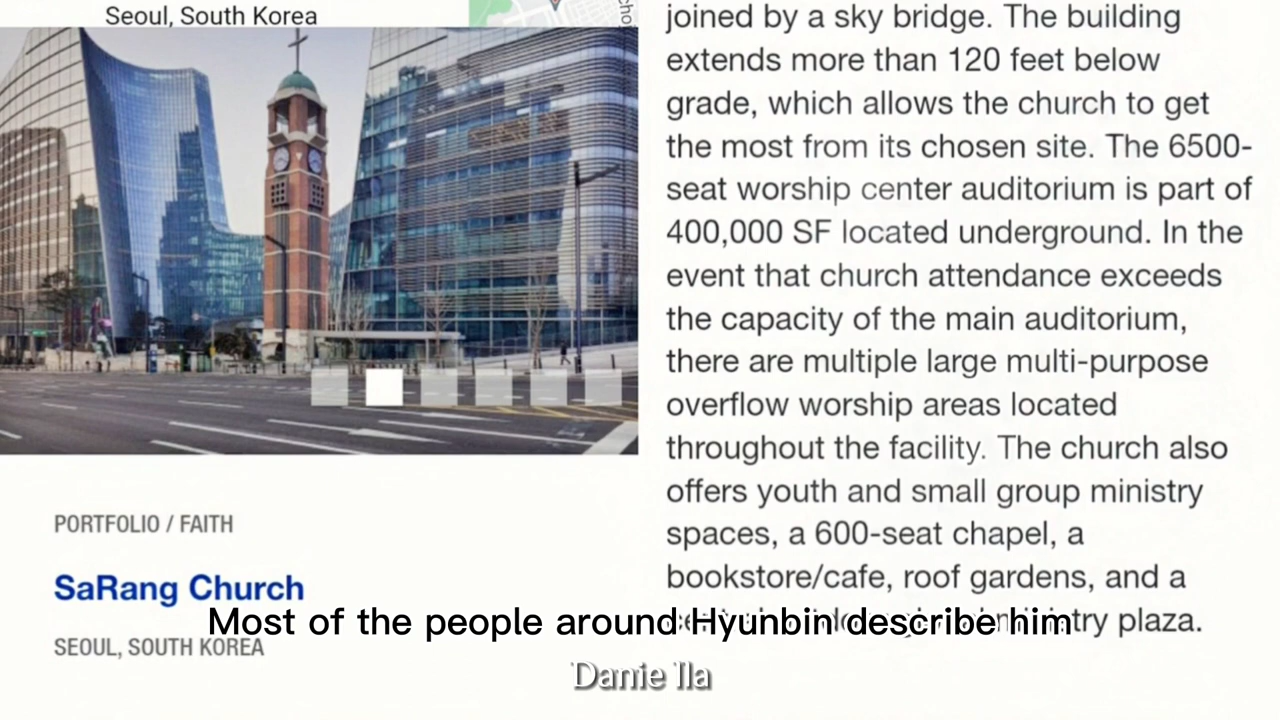 Seoul, South Korea
joined by a sky bridge. The building
extends more than 120 feet below
grade, which allows the church to get
the most from its chosen site. The 6500-
seat worship center auditorium is part of
400,000 SF located underground. In the
event that church attendance exceeds
the capacity of the main auditorium,
there are multiple large multi-purpose
overflow worship areas located
throughout the facility. The church also
offers youth and small group ministry
spaces, a 600-seat chapel, a
bookstore/cafe, roof gardens, and a
plaza.
PORTFOLIO / FAITH
SaRang Church
SEOUL, SOUTH KOREA
Most of the people around Hyunbin describe him
Danie lla